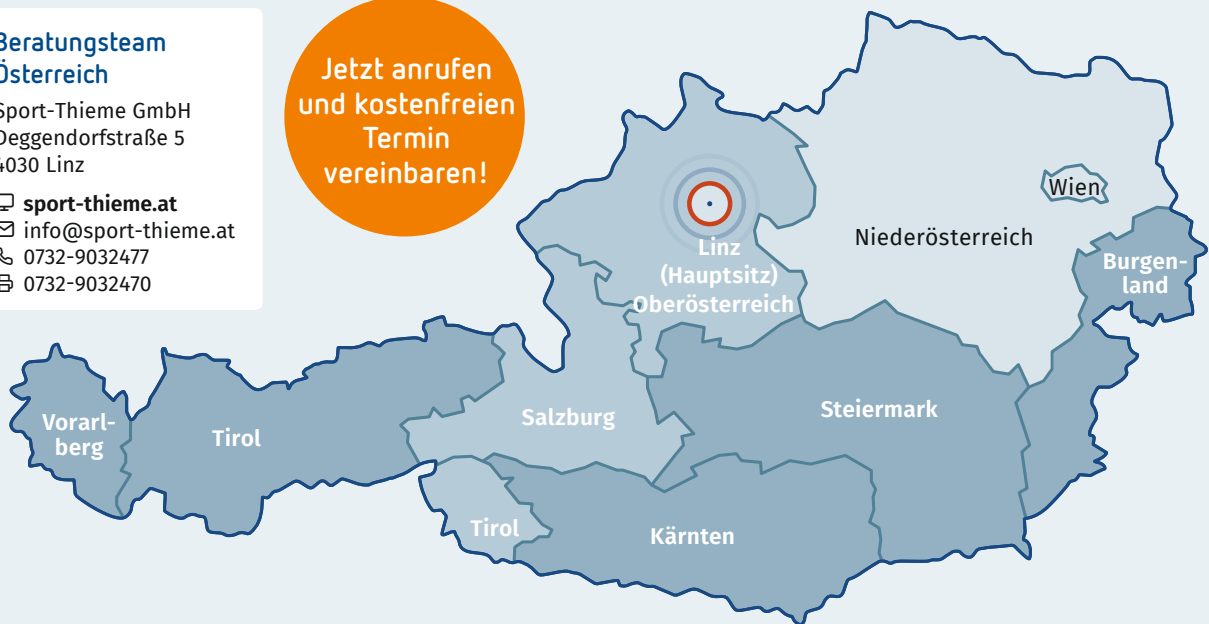 Beratungsteam
Österreich
Sport-Thieme GmbH
Deggendorfstraße 5
4030 Linz
sport-thieme.at
info@sport-thieme.at
0732-9032477
0732-9032470
Jetzt anrufen
und kostenfreien
Termin
vereinbaren!
Wien
Niederösterreich
Linz
(Hauptsitz)
Oberösterreich
Burgen-
land
Vorarl-
berg
Tirol
Salzburg
Steiermark
Tirol
Kärnten